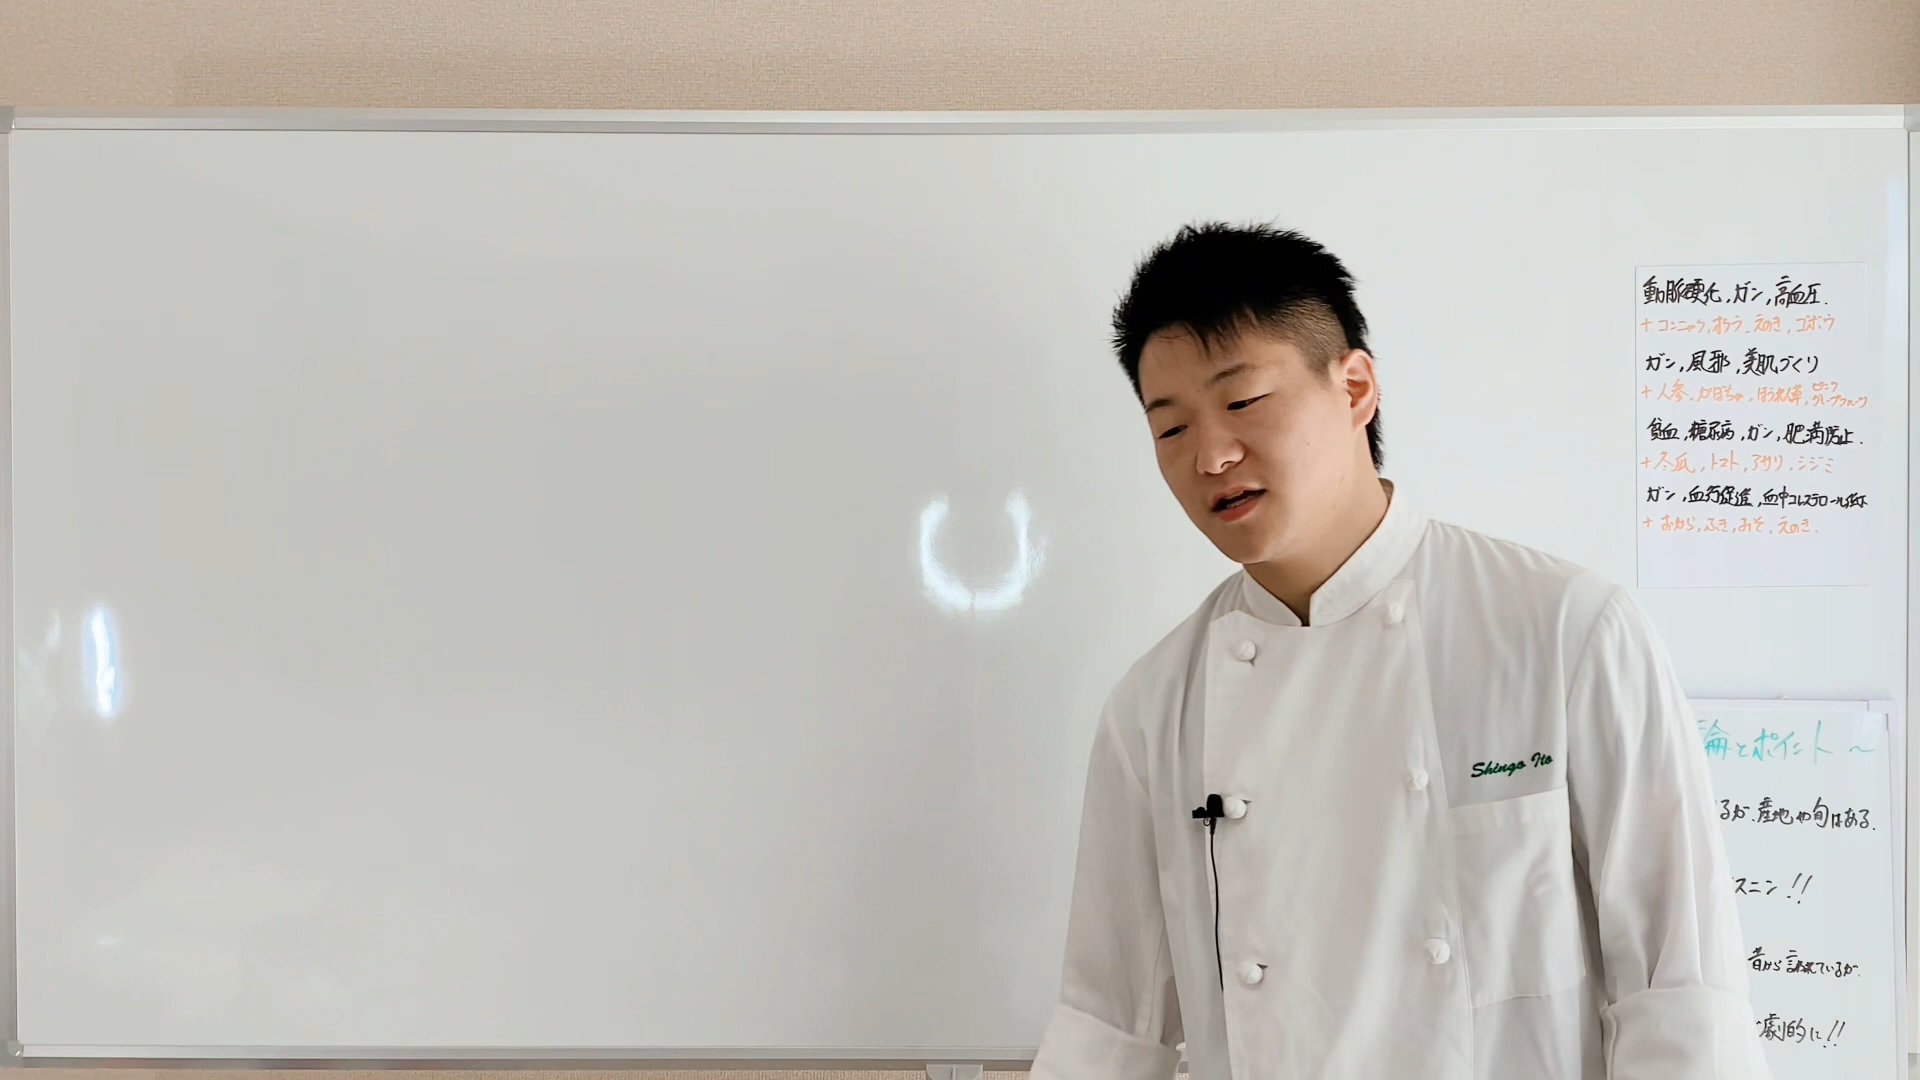 動脈硬化,ガン,高血圧.
+コンニャク,オクラ,えのき,ゴボウ
ガン,風邪,美肌づくり
+人参,かぼちゃ,ほうれん草,ピンクグレープフルーツ
貧血,糖尿病,ガン,肥満防止.
+冬瓜,トマト,アサリ,シジミ
ガン,血行促進,血中コレステロール低下
+おから,ふき,みそ,えのき.
Shingo Ito
論とポイント〜
るが、産地や旬はある.
スニン!!
昔から言われているが.
劇的に!!